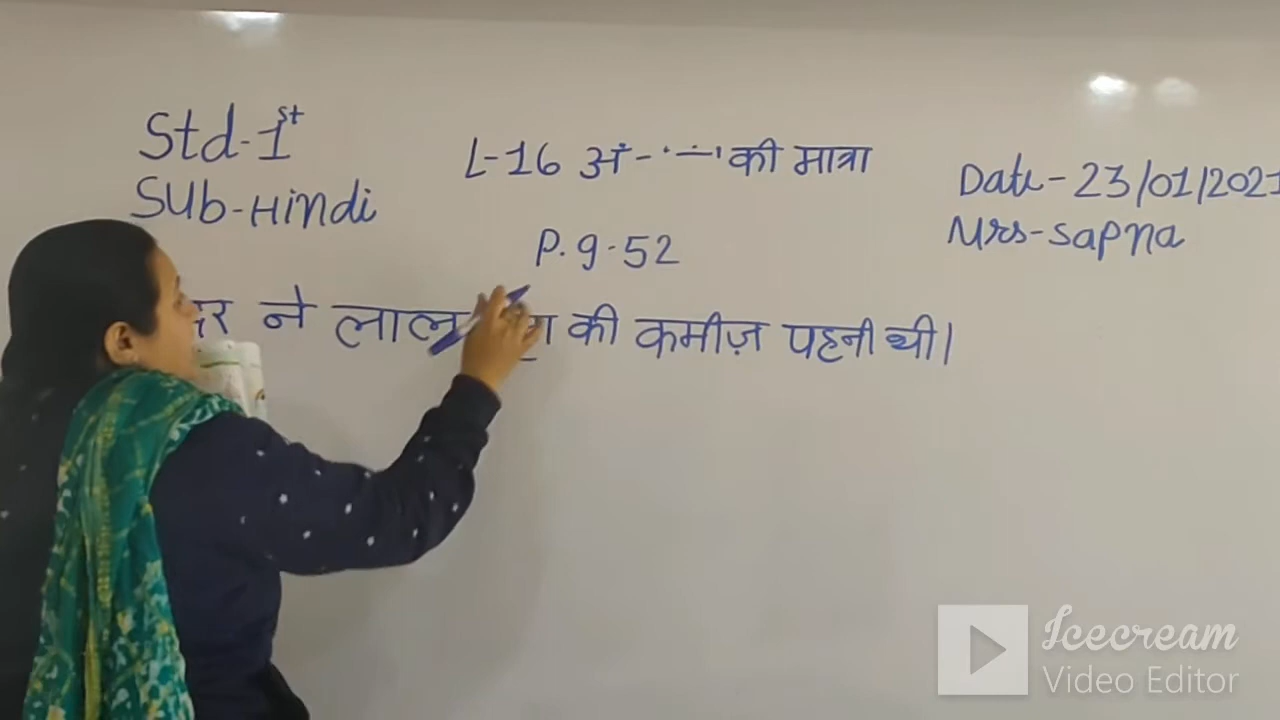 Std-1st
Sub-Hindi
L-16 अं-'—ं' की मात्रा
Date-23/01/2021
Mrs-Sapna
P.g-52
ने लाल की कमीज़ पहनी थी।
Icecream
Video Editor